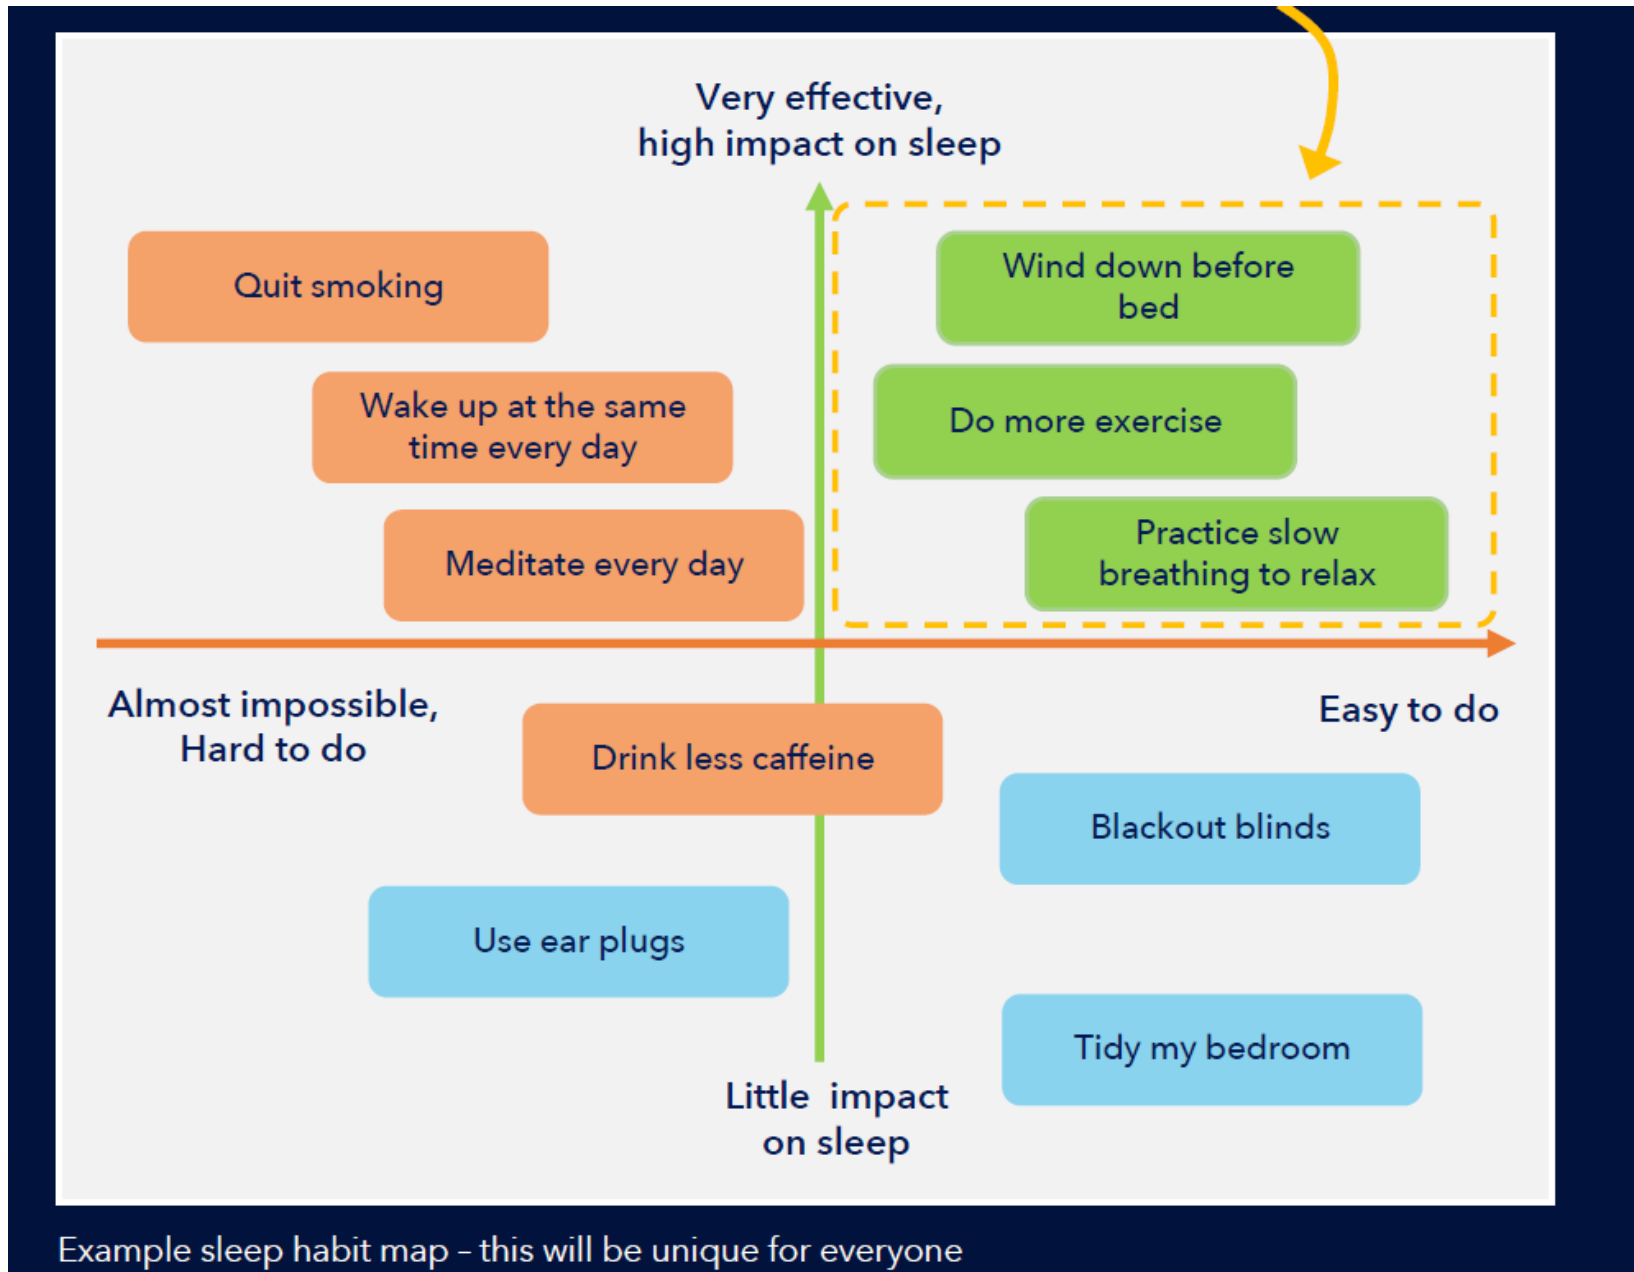 Very effective,
high impact on sleep
Quit smoking
Wind down before
bed
Wake up at the same
time every day
Do more exercise
Meditate every day
Practice slow
breathing to relax
Almost impossible,
Hard to do
Easy to do
Drink less caffeine
Blackout blinds
Use ear plugs
Tidy my bedroom
Little impact
on sleep
Example sleep habit map – this will be unique for everyone